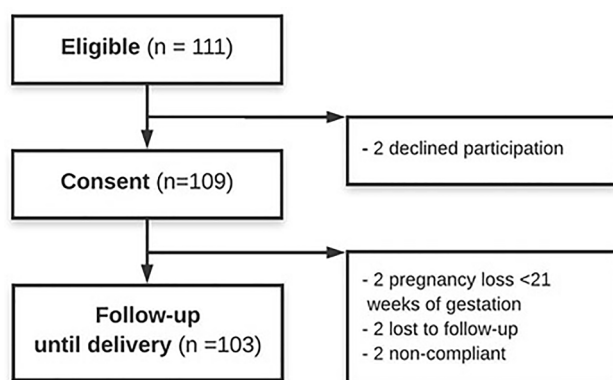 Eligible (n = 111)
- 2 declined participation
Consent (n=109)
- 2 pregnancy loss <21
weeks of gestation
- 2 lost to follow-up
- 2 non-compliant
Follow-up
until delivery (n =103)